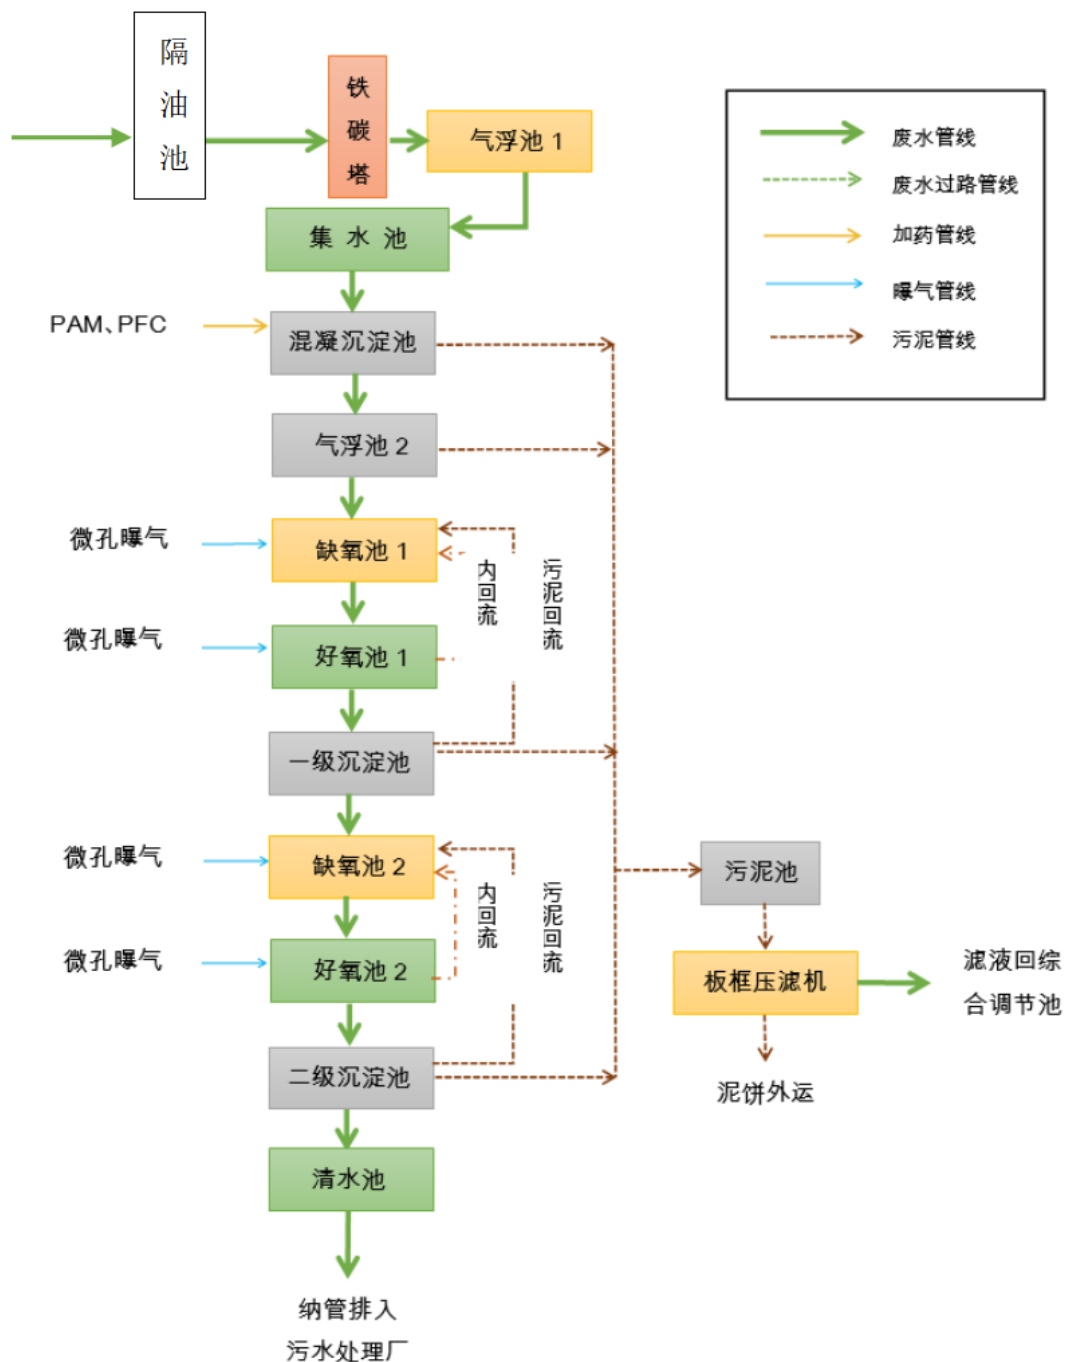 隔油池
铁碳塔
气浮池 1
集 水 池
PAM、PFC
混凝沉淀池
气浮池 2
微孔曝气
缺氧池 1
内回流
污泥回流
微孔曝气
好氧池 1
一级沉淀池
微孔曝气
缺氧池 2
内回流
污泥回流
微孔曝气
好氧池 2
二级沉淀池
清水池
纳管排入
污水处理厂
污泥池
板框压滤机
滤液回综
合调节池
泥饼外运
废水管线
废水过路管线
加药管线
曝气管线
污泥管线